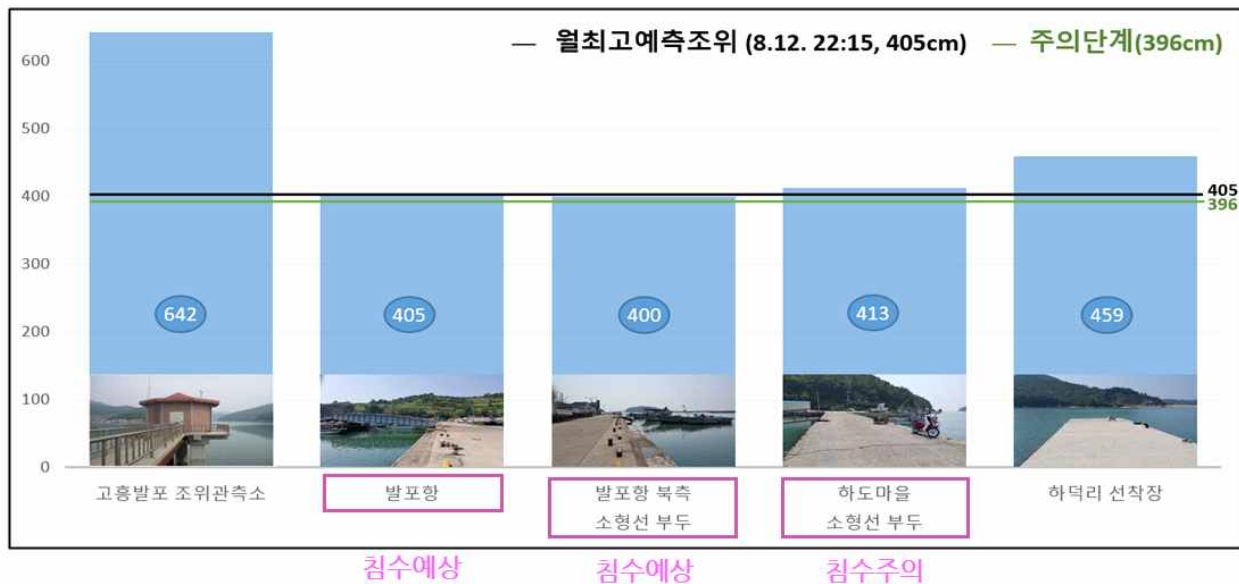 월최고예측조위 (8.12. 22:15, 405cm) 주의단계(396cm)
600
500
400
300
200
100
0
405
396
642
405
400
413
459
고흥발포 조위관측소
발포항
발포항 북측
소형선 부두
하도마을
소형선 부두
하덕리 선착장
침수예상
침수예상
침수주의